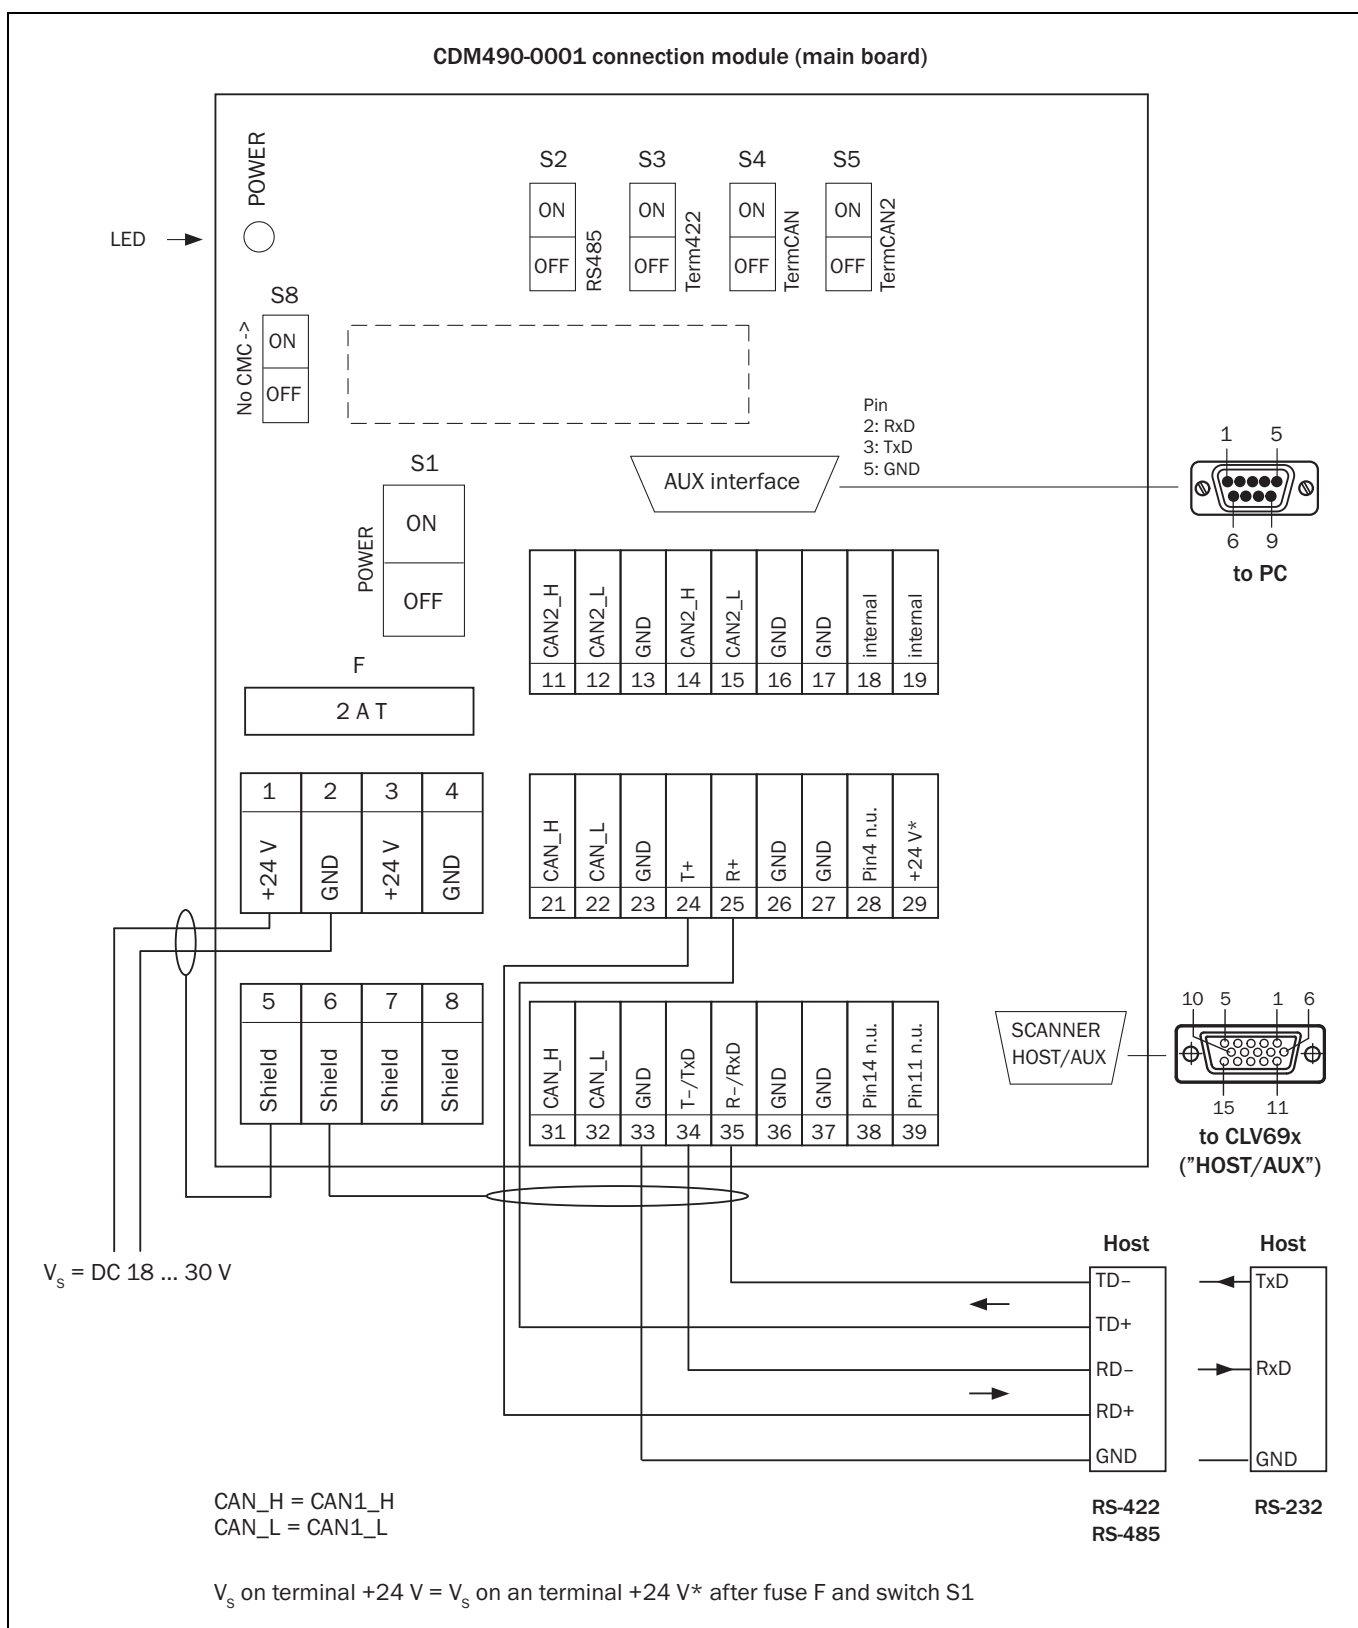 CDM490-0001 connection module (main board)
POWER
LED
S2
ON
OFF
RS485
S3
ON
OFF
Term422
S4
ON
OFF
TermCAN
S5
ON
OFF
TermCAN2
S8
No CMC ->
ON
OFF
Pin
2: RxD
3: TxD
5: GND
AUX interface
1 5
6 9
to PC
S1
POWER
ON
OFF
F
2 A T
CAN2_H CAN2_L GND CAN2_H CAN2_L GND GND internal internal
11 12 13 14 15 16 17 18 19
1 2 3 4
+24 V GND +24 V GND
CAN_H CAN_L GND T+ R+ GND GND Pin4 n.u. +24 V*
21 22 23 24 25 26 27 28 29
5 6 7 8
Shield Shield Shield Shield
CAN_H CAN_L GND T–/TxD R–/RxD GND GND Pin14 n.u. Pin11 n.u.
31 32 33 34 35 36 37 38 39
SCANNER
HOST/AUX
10 5 1 6
15 11
to CLV69x
("HOST/AUX")
Vs = DC 18 ... 30 V
Host Host
TD– TxD
TD+
RD– RxD
RD+
GND GND
RS-422 RS-232
RS-485
CAN_H = CAN1_H
CAN_L = CAN1_L
Vs on terminal +24 V = Vs on an terminal +24 V* after fuse F and switch S1